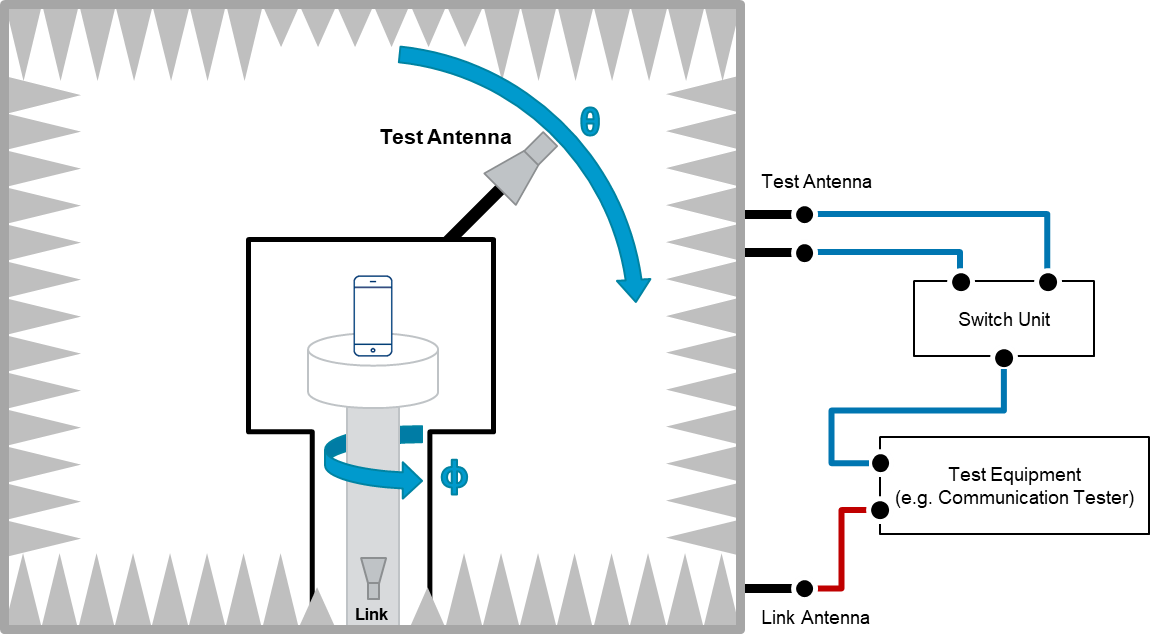 θ
Test Antenna
Test Antenna
Switch Unit
ϕ
Test Equipment
(e.g. Communication Tester)
Link
Link Antenna